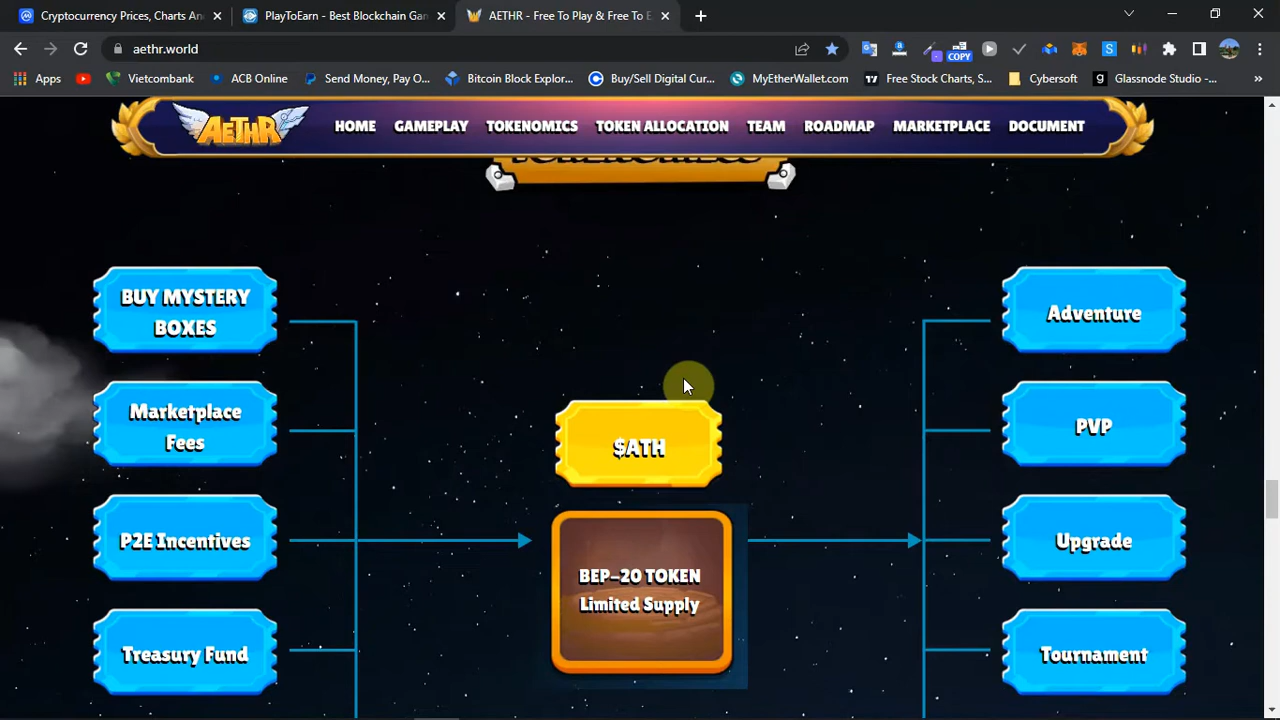 Cryptocurrency Prices, Charts An
PlayToEarn - Best Blockchain Gam
AETHR - Free To Play & Free To E
aethr.world
COPY
Apps
Vietcombank
ACB Online
Send Money, Pay O...
Bitcoin Block Explor...
Buy/Sell Digital Cur...
MyEtherWallet.com
Free Stock Charts, S...
Cybersoft
Glassnode Studio -...
AETHR
HOME
GAMEPLAY
TOKENOMICS
TOKEN ALLOCATION
TEAM
ROADMAP
MARKETPLACE
DOCUMENT
TOKENOMICS
BUY MYSTERY
BOXES
Marketplace
Fees
P2E Incentives
Treasury Fund
$ATH
BEP-20 TOKEN
Limited Supply
Adventure
PVP
Upgrade
Tournament